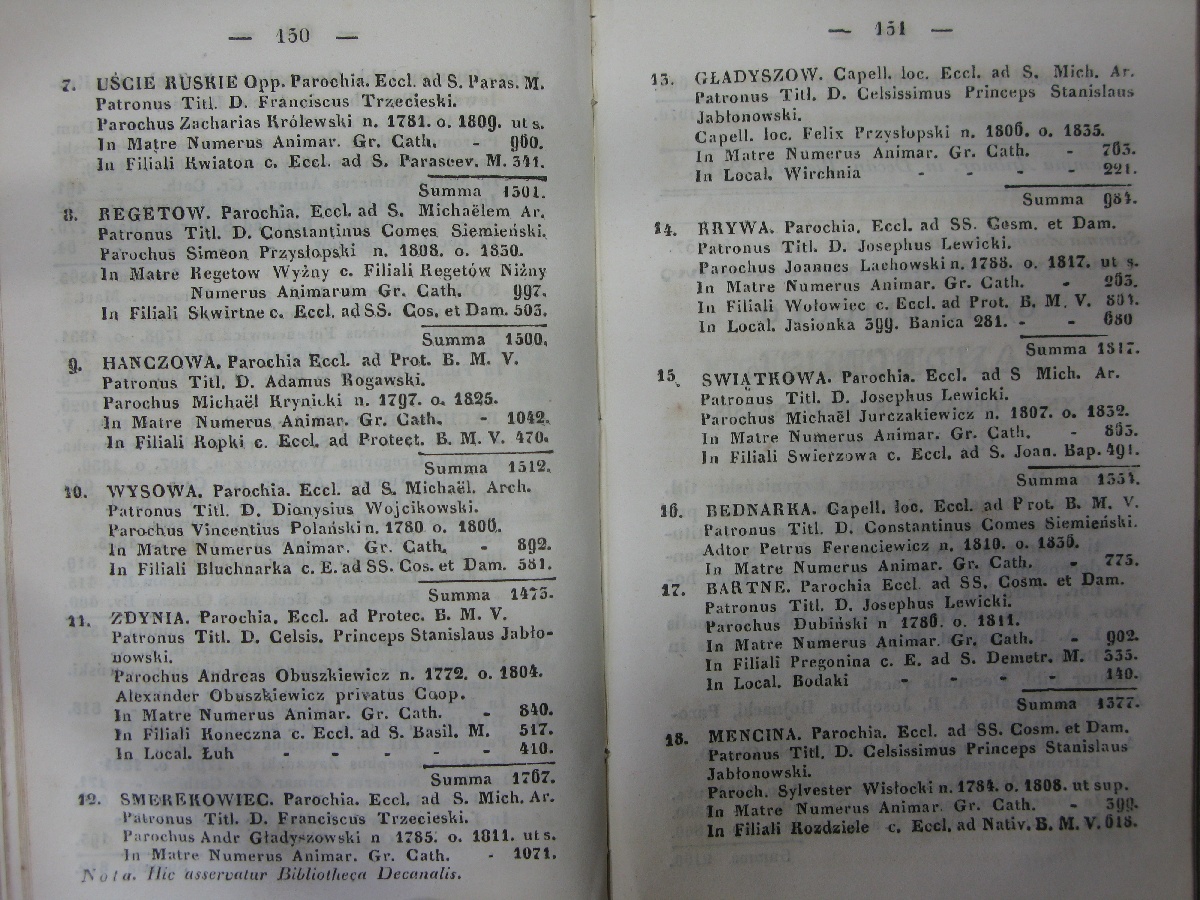 — 150 —
7. UŚCIE RUSKIE Opp. Parochia. Eccl. ad S. Paras. M.
Patronus Titl. D. Franciscus Trzecieski.
Parochus Zacharias Królewski n. 1781. o. 1809. ut s.
In Matre Numerus Animar. Gr. Cath. - 960.
In Filiali Kwiaton c. Eccl. ad S. Parascev. M. 341.
Summa 1301.
8. REGETOW. Parochia. Eccl. ad S. Michaëlem Ar.
Patronus Titl. D. Constantinus Comes Siemieński.
Parochus Simeon Przysłopski n. 1808. o. 1830.
In Matre Regetow Wyżny c. Filiali Regetów Niżny
Numerus Animarum Gr. Cath. 997.
In Filiali Skwirtne c. Eccl. ad SS. Cos. et Dam. 503.
Summa 1500.
9. HANCZOWA. Parochia Eccl. ad Prot. B. M. V.
Patronus Titl. D. Adamus Rogawski.
Parochus Michaël Krynicki n. 1797. o. 1825.
In Matre Numerus Animar. Gr. Cath. - 1042.
In Filiali Ropki c. Eccl. ad Protect. B. M. V. 470.
Summa 1512.
10. WYSOWA. Parochia. Eccl. ad S. Michaël. Arch.
Patronus Titl. D. Dionysius Wojcikowski.
Parochus Vincentius Polański n. 1780 o. 1806.
In Matre Numerus Animar. Gr. Cath. - 892.
In Filiali Bluchnarka c. E. ad SS. Cos. et Dam. 581.
Summa 1473.
11. ZDYNIA. Parochia. Eccl. ad Protec. B. M. V.
Patronus Titl. D. Celsis. Princeps Stanislaus Jabło-
nowski.
Parochus Andreas Obuszkiewicz n. 1772. o. 1804.
Alexander Obuszkiewicz privatus Coop.
In Matre Numerus Animar. Gr. Cath. - 840.
In Filiali Koneczna c. Eccl. ad S. Basil. M. 517.
In Local. Łuh - - - - - 410.
Summa 1767.
12. SMEREKOWIEC. Parochia. Eccl. ad S. Mich. Ar.
Patronus Titl. D. Franciscus Trzecieski.
Parochus Andr Gładyszowski n 1785. o. 1811. ut s.
In Matre Numerus Animar. Gr. Cath. - 1071.
Nota. Hic asservatur Bibliotheca Decanalis.
— 151 —
13. GŁADYSZOW. Capell. loc. Eccl. ad S. Mich. Ar.
Patronus Titl. D. Celsissimus Princeps Stanislaus
Jabłonowski.
Capell. loc. Felix Przysłopski n. 1806. o. 1835.
In Matre Numerus Animar. Gr. Cath. - 763.
In Local. Wirchnia - - - - 221.
Summa 984.
14. KRYWA. Parochia. Eccl. ad SS. Cosm. et Dam.
Patronus Titl. D. Josephus Lewicki.
Parochus Joannes Lachowski n. 1788. o. 1817. ut s.
In Matre Numerus Animar. Gr. Cath. - 263.
In Filiali Wołowiec c. Eccl. ad Prot. B. M. V. 804.
In Local. Jasionka 399. Banica 281. - - 680
Summa
15. SWIĄTKOWA. Parochia. Eccl. ad S Mich. Ar.
Patronus Titl. D. Josephus Lewicki.
Parochus Michaël Jurczakiewicz n. 1807. o. 1832.
In Matre Numerus Animar. Gr. Cath. - 863.
In Filiali Swierzowa c. Eccl. ad S. Joan. Bap. 491.
Summa 1354.
16. BEDNARKA. Capell. loc. Eccl. ad Prot. B. M. V.
Patronus Titl. D. Constantinus Comes Siemieński.
Adtor Petrus Ferenciewicz n. 1810. o. 1836.
In Matre Numerus Animar. Gr. Cath. - 775.
17. BARTNE. Parochia Eccl. ad SS. Cosm. et Dam.
Patronus Titl. D. Josephus Lewicki.
Parochus Dubiński n 1786. o. 1811.
In Matre Numerus Animar. Gr. Cath. - 902.
In Filiali Pregonina c. E. ad S. Demetr. M. 335.
In Local. Bodaki - - - - 140.
Summa 1377.
18. MENCINA. Parochia. Eccl. ad SS. Cosm. et Dam.
Patronus Titl. D. Celsissimus Princeps Stanislaus
Jabłonowski.
Paroch. Sylvester Wisłocki n. 1784. o. 1808. ut sup.
In Matre Numerus Animar. Gr. Cath. - 399.
In Filiali Rozdziele c. Eccl. ad Nativ. B. M. V. 618.